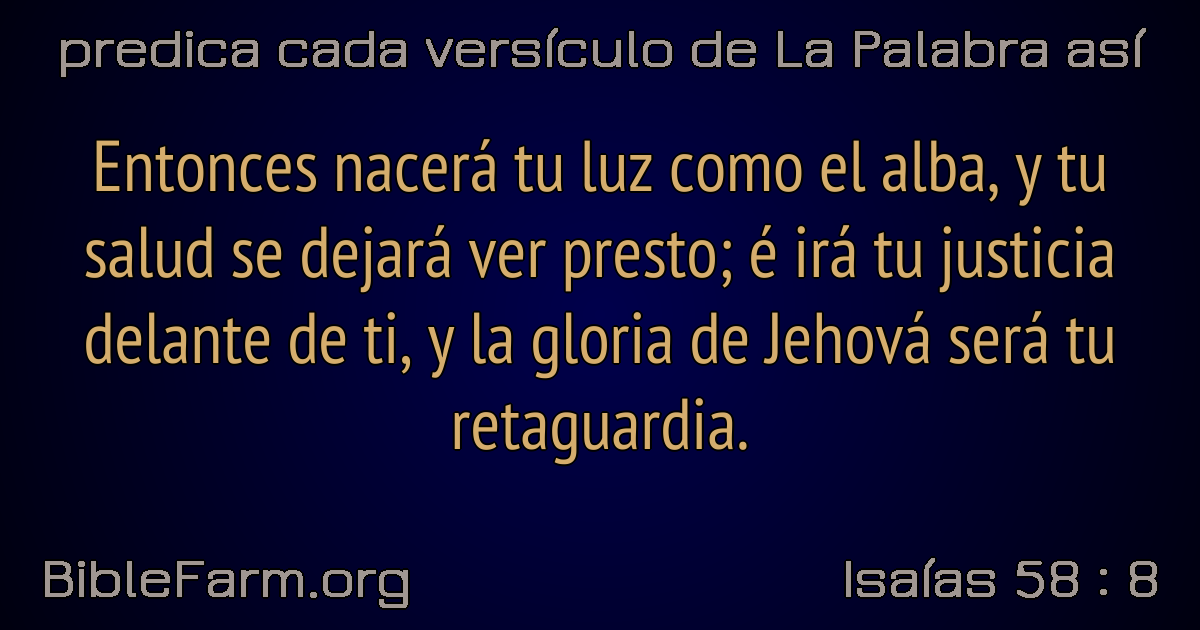 predica cada versículo de La Palabra así
Entonces nacerá tu luz como el alba, y tu
salud se dejará ver presto; é irá tu justicia
delante de ti, y la gloria de Jehová será tu
retaguardia.
BibleFarm.org
Isaías 58 : 8